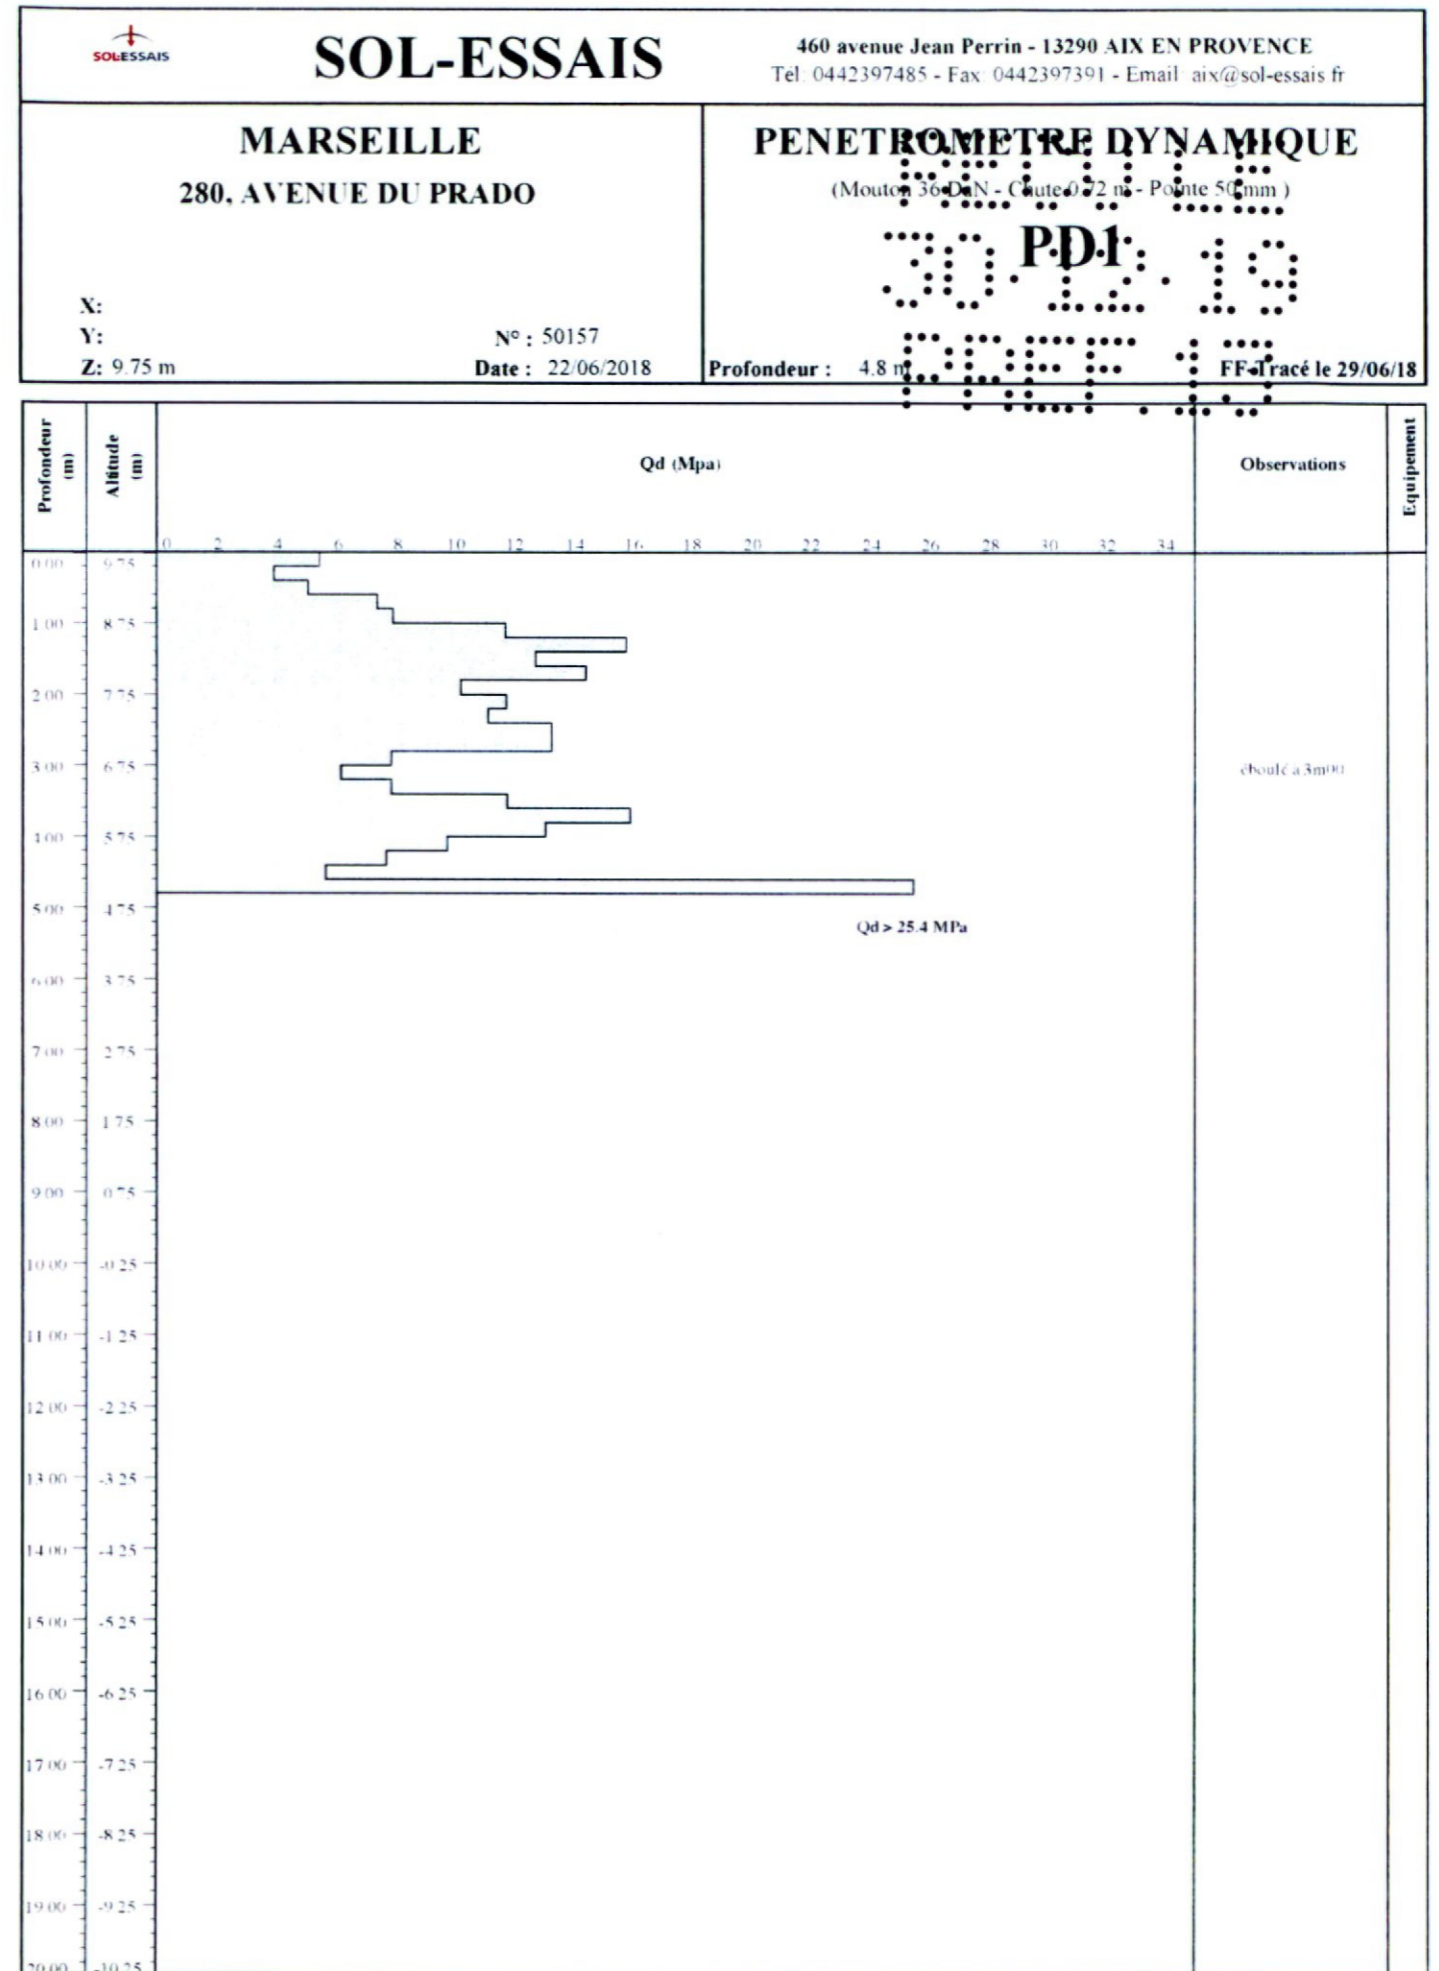 SOL-ESSAIS
SOL-ESSAIS
460 avenue Jean Perrin - 13290 AIX EN PROVENCE
Tél: 0442397485 - Fax: 0442397391 - Email: aix@sol-essais.fr
MARSEILLE
280, AVENUE DU PRADO
X:
Y:
Z: 9.75 m
N° : 50157
Date : 22/06/2018
PENETROMETRE DYNAMIQUE
(Mouton 36 DaN - Chute 0.72 m - Pointe 50 mm )
PD1
Profondeur : 4.8 m
FF-Tracé le 29/06/18
30.12.19
PREF.13
Profondeur (m)
Altitude (m)
Qd (Mpa)
Observations
Equipement
0 2 4 6 8 10 12 14 16 18 20 22 24 26 28 30 32 34
0.00 9.75
1.00 8.75
2.00 7.75
3.00 6.75
éboulé à 3m00
4.00 5.75
5.00 4.75
Qd > 25.4 MPa
6.00 3.75
7.00 2.75
8.00 1.75
9.00 0.75
10.00 -0.25
11.00 -1.25
12.00 -2.25
13.00 -3.25
14.00 -4.25
15.00 -5.25
16.00 -6.25
17.00 -7.25
18.00 -8.25
19.00 -9.25
20.00 -10.25